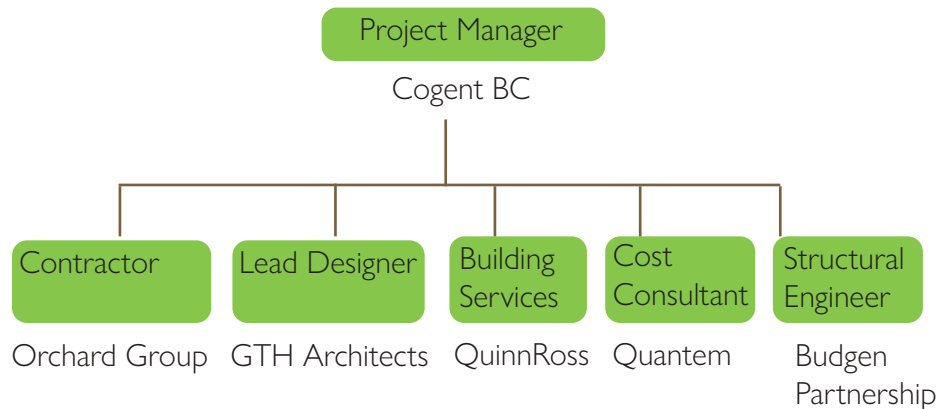 Project Manager
Cogent BC
Contractor
Orchard Group
Lead Designer
GTH Architects
Building
Services
QuinnRoss
Cost
Consultant
Quantem
Structural
Engineer
Budgen
Partnership